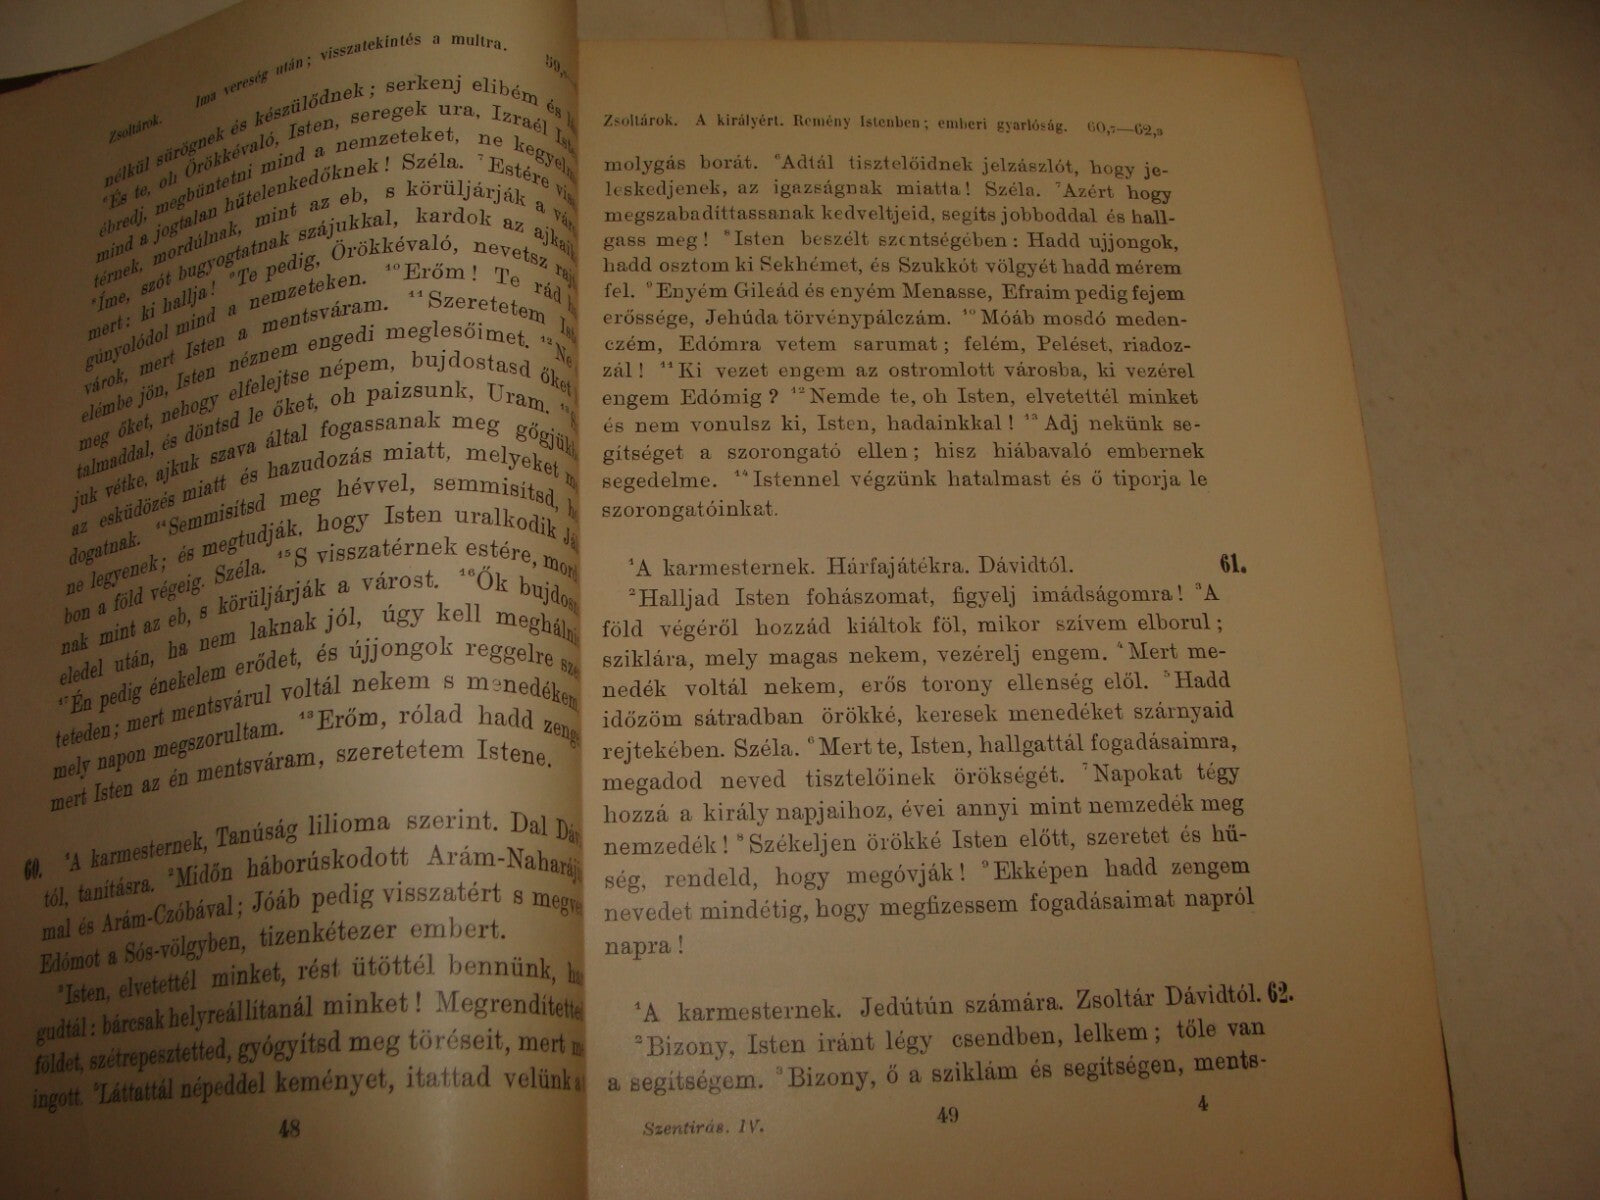 Zsoltárok. Ima vereség után; visszatekintés a multra. 59,
nélkül sürögnek és készülődnek; serkenj elibém és
⁶És te, oh Örökkévaló, Isten, seregek ura, Izraél
ébredj, megbüntetni mind a nemzeteket, ne
mind a jogtalan hűtelenkedőknek! Széla. ⁷Estére
térnek, mordúlnak, mint az eb, s körüljárják a
⁸Íme, szót bugyogtatnak szájukkal, kardok az
mert: ki hallja! ⁹Te pedig, Örökkévaló, nevetsz
gúnyolódol mind a nemzeteken. ¹⁰Erőm! Te rád
várok, mert Isten a mentsváram. ¹¹Szeretetem
elémbe jön, Isten néznem engedi meglesőimet. ¹²Ne
meg őket, nehogy elfelejtse népem, bujdostasd őket
talmaddal, és döntsd le őket, oh paizsunk, Uram.
juk vétke, ajkuk szava által fogassanak meg
az esküdözés miatt és hazudozás miatt, melyeket
dogatnak. ¹⁴Semmisítsd meg hévvel, semmisítsd,
ne legyenek; és megtudják, hogy Isten uralkodik
bon a föld végeig. Széla. ¹⁵S visszatérnek estére,
nak mint az eb, s körüljárják a várost. ¹⁶Ők
eledel után, ha nem laknak jól, úgy kell
¹⁷Én pedig énekelem erődet, és újjongok reggelre
teteden; mert mentsvárul voltál nekem s menedékem
mely napon megszorultam. ¹⁸Erőm, rólad hadd
mert Isten az én mentsváram, szeretetem Istene.
60. ¹A karmesternek, Tanúság lilioma szerint. Dal
tól, tanításra. ²Midőn háborúskodott
mal és Arám-Czóbával; Jóáb pedig visszatért s
Edómot a Sós-völgyben, tizenkétezer embert.
³Isten, elvetettél minket, rést ütöttél bennünk,
gudtál: bárcsak helyreállítanál minket!
földet, szétrepesztetted, gyógyítsd meg töréseit, mert
ingott. ⁵Láttattál népeddel keményet, itattad velünk
48
Zsoltárok. A királyért. Remény Istenben; emberi gyarlóság. 60,₇—62,₃
molygás borát. ⁶Adtál tisztelőidnek jelzászlót, hogy je-
leskedjenek, az igazságnak miatta! Széla. ⁷Azért hogy
megszabadíttassanak kedveltjeid, segíts jobboddal és hall-
gass meg! ⁸Isten beszélt szentségében: Hadd ujjongok,
hadd osztom ki Sekhémet, és Szukkót völgyét hadd mérem
fel. ⁹Enyém Gileád és enyém Menasse, Efraim pedig fejem
erőssége, Jehúda törvénypálczám. ¹⁰Móáb mosdó meden-
czém, Edómra vetem sarumat; felém, Peléset, riadoz-
zál! ¹¹Ki vezet engem az ostromlott városba, ki vezérel
engem Edómig? ¹²Nemde te, oh Isten, elvetettél minket
és nem vonulsz ki, Isten, hadainkkal! ¹³Adj nekünk se-
gítséget a szorongató ellen; hisz hiábavaló embernek
segedelme. ¹⁴Istennel végzünk hatalmast és ő tiporja le
szorongatóinkat.
¹A karmesternek. Hárfajátékra. Dávidtól. 61.
²Halljad Isten fohászomat, figyelj imádságomra! ³A
föld végéről hozzád kiáltok föl, mikor szívem elborul;
sziklára, mely magas nekem, vezérelj engem. ⁴Mert me-
nedék voltál nekem, erős torony ellenség elől. ⁵Hadd
időzöm sátradban örökké, keresek menedéket szárnyaid
rejtekében. Széla. ⁶Mert te, Isten, hallgattál fogadásaimra,
megadod neved tisztelőinek örökségét. ⁷Napokat tégy
hozzá a király napjaihoz, évei annyi mint nemzedék meg
nemzedék! ⁸Székeljen örökké Isten előtt, szeretet és hű-
ség, rendeld, hogy megóvják! ⁹Ekképen hadd zengem
nevedet mindétig, hogy megfizessem fogadásaimat napról
napra!
¹A karmesternek. Jedútún számára. Zsoltár Dávidtól. 62.
²Bizony, Isten iránt légy csendben, lelkem; tőle van
a segítségem. ³Bizony, ő a sziklám és segítségen, ments-
Szentírás. IV. 49 4